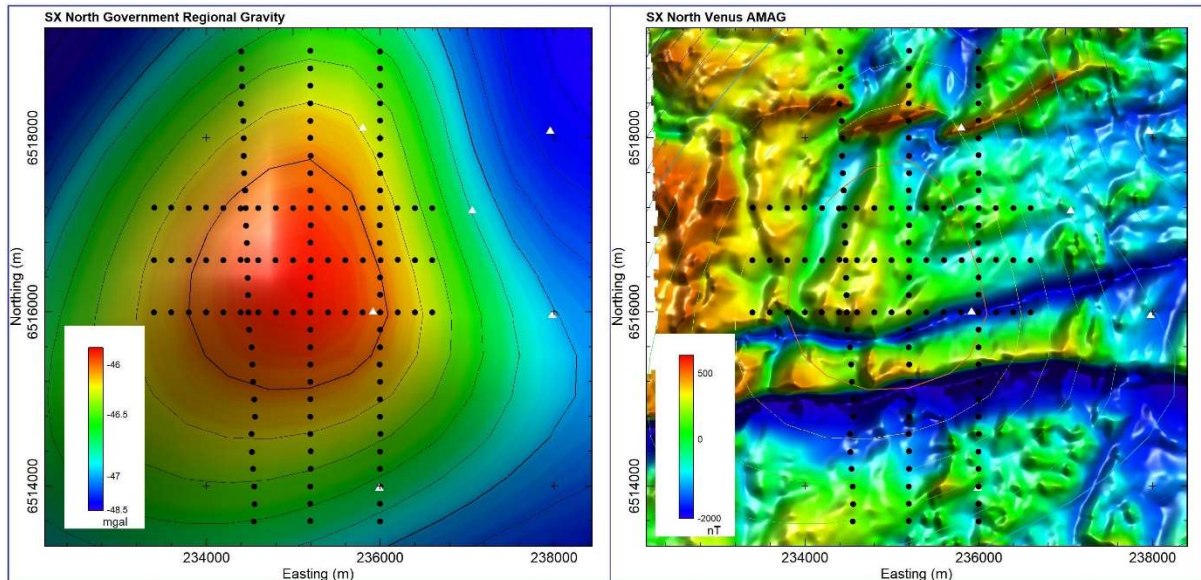 SX North Government Regional Gravity
Northing (m)
6518000
6516000
6514000
-46
-46.5
-47
-48.5
mgal
234000 236000 238000
Easting (m)
SX North Venus AMAG
Northing (m)
6518000
6516000
6514000
500
0
-2000
nT
234000 236000 238000
Easting (m)